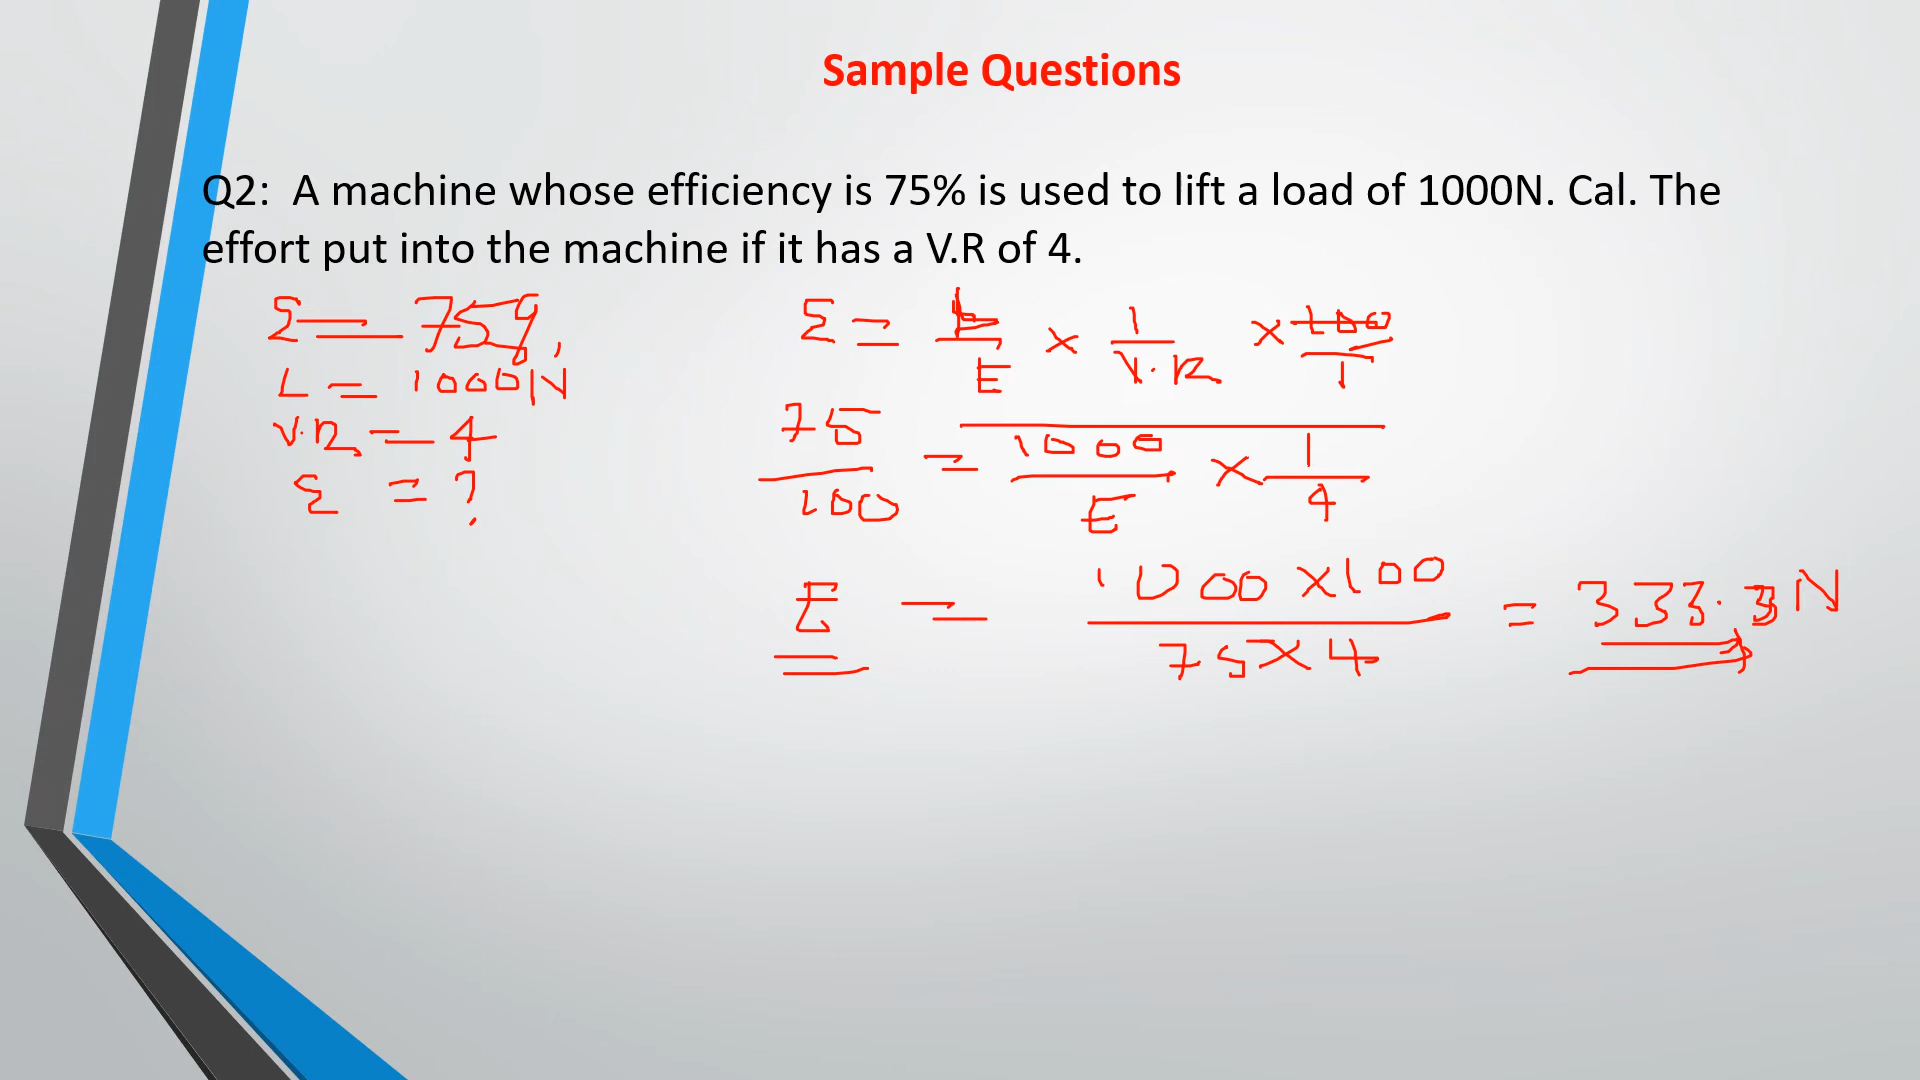 Sample Questions
Q2: A machine whose efficiency is 75% is used to lift a load of 1000N. Cal. The
effort put into the machine if it has a V.R of 4.
Σ = 75%
L = 1000N
V.R = 4
Σ = ?
Σ = L/E × 1/V.R × 100/1
75/100 = 1000/E × 1/4
E = 1000×100/75×4 = 333.3N